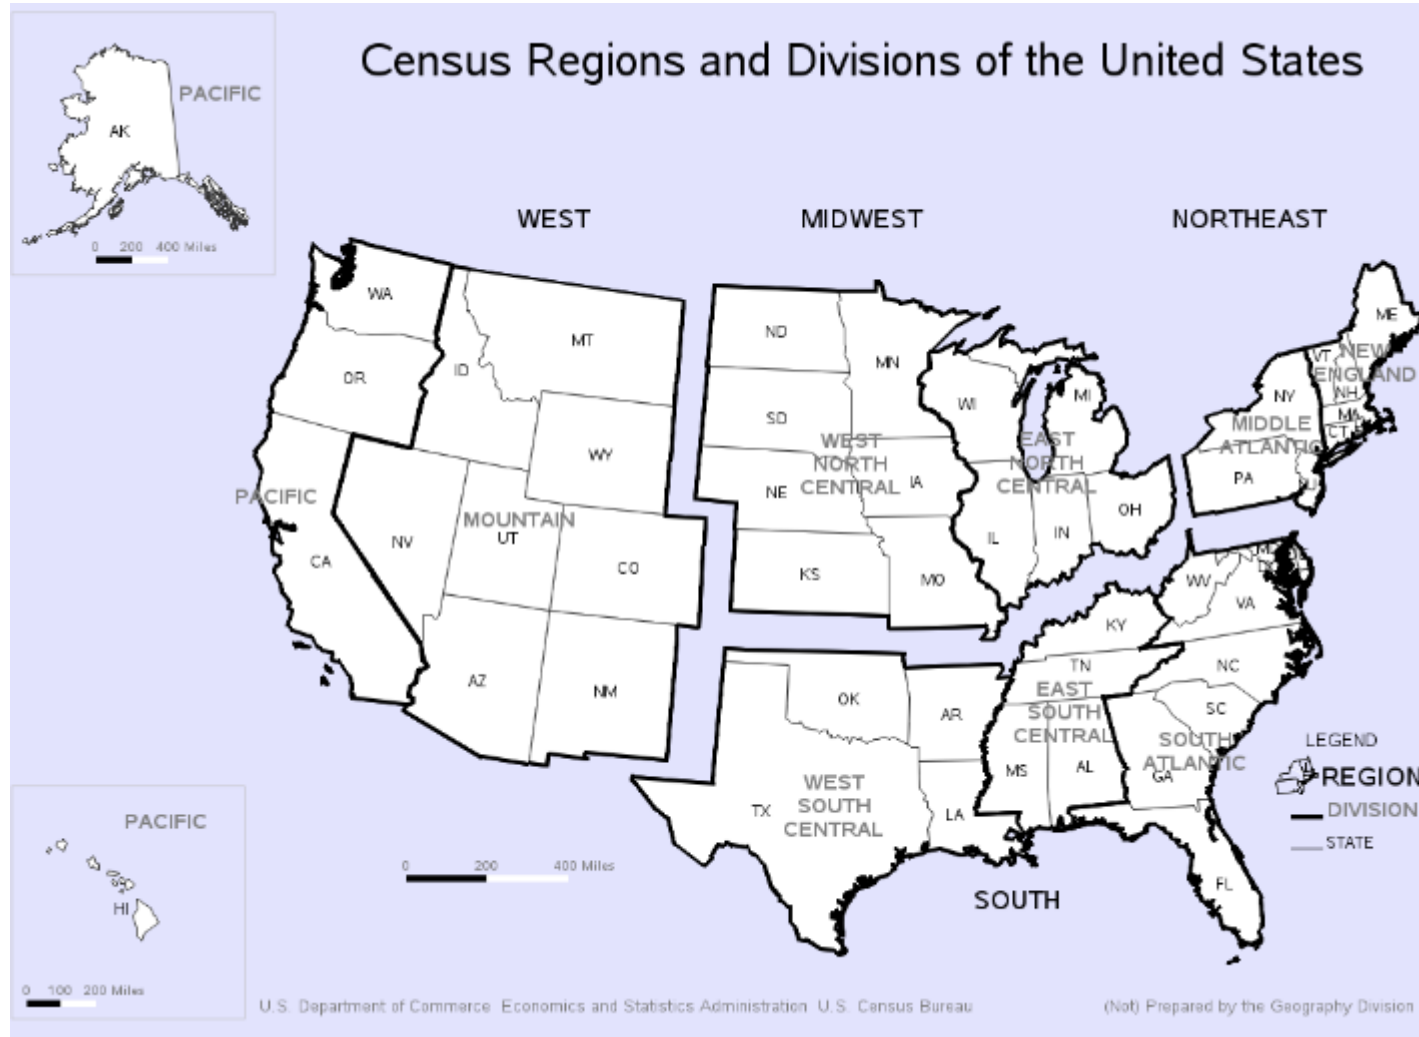 Census Regions and Divisions of the United States
PACIFIC
AK
0 200 400 Miles
WEST
MIDWEST
NORTHEAST
WA
MT
ND
MN
ME
OR
ID
WI
MI
VT
NEW
ENGLAND
NH
NY
SD
WY
MA
CT
MIDDLE
ATLANTIC
WEST
NORTH
CENTRAL
EAST
NORTH
CENTRAL
PA
NE
IA
OH
PACIFIC
MOUNTAIN
NV
UT
IL
IN
CA
CO
KS
MO
WV
VA
KY
AZ
NM
OK
AR
TN
NC
EAST
SOUTH
CENTRAL
SC
SOUTH
ATLANTIC
GA
MS
AL
TX
WEST
SOUTH
CENTRAL
LA
FL
SOUTH
LEGEND
REGION
DIVISION
STATE
0 200 400 Miles
PACIFIC
HI
0 100 200 Miles
U.S. Department of Commerce Economics and Statistics Administration U.S. Census Bureau
(Not) Prepared by the Geography Division